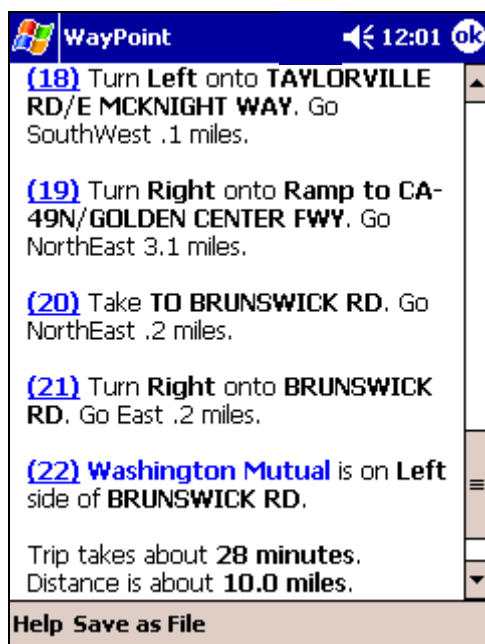 WayPoint 12:01 ok
(18) Turn Left onto TAYLORVILLE
RD/E MCKNIGHT WAY. Go
SouthWest .1 miles.
(19) Turn Right onto Ramp to CA-
49N/GOLDEN CENTER FWY. Go
NorthEast 3.1 miles.
(20) Take TO BRUNSWICK RD. Go
NorthEast .2 miles.
(21) Turn Right onto BRUNSWICK
RD. Go East .2 miles.
(22) Washington Mutual is on Left
side of BRUNSWICK RD.
Trip takes about 28 minutes.
Distance is about 10.0 miles.
Help Save as File